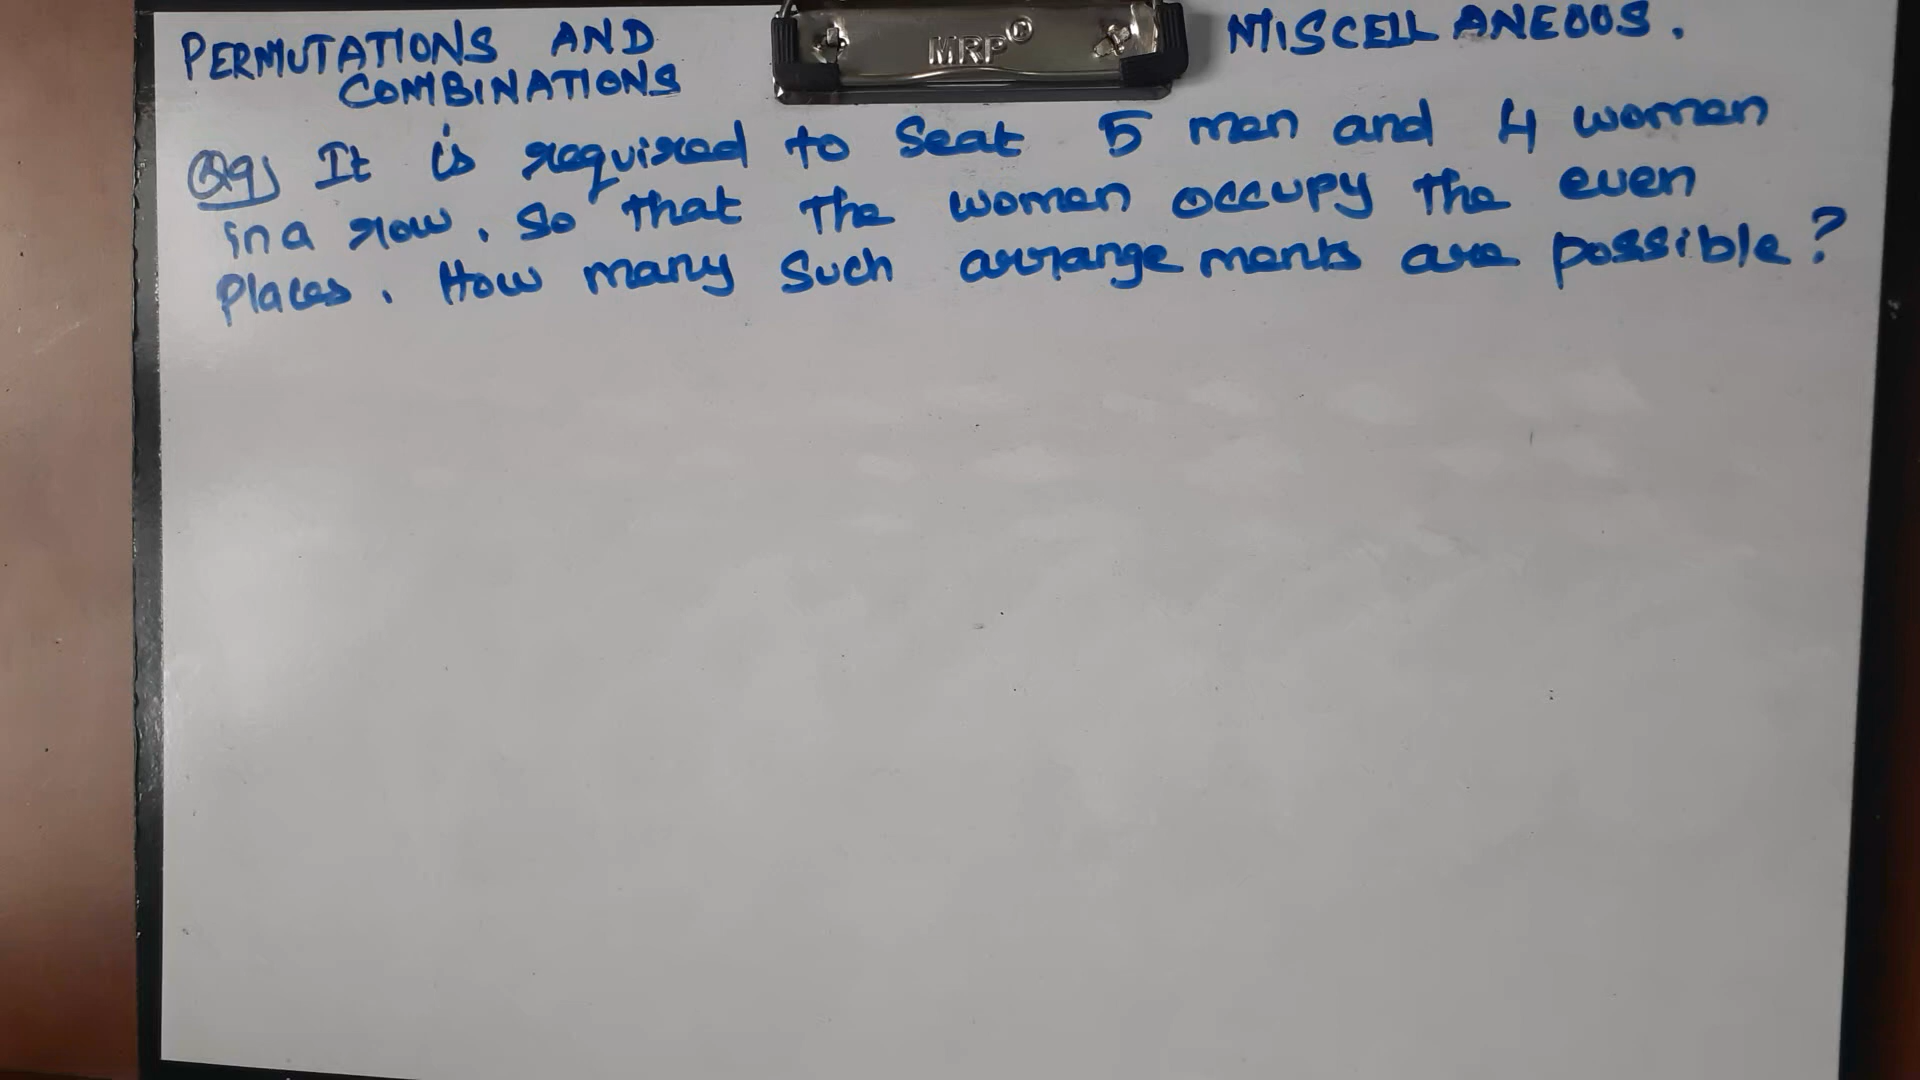 PERMUTATIONS AND
COMBINATIONS
MRP
MISCELLANEOUS.
Q9) It is required to seat 5 men and 4 women
in a row, so that the women occupy the even
places. How many such arrangements are possible?